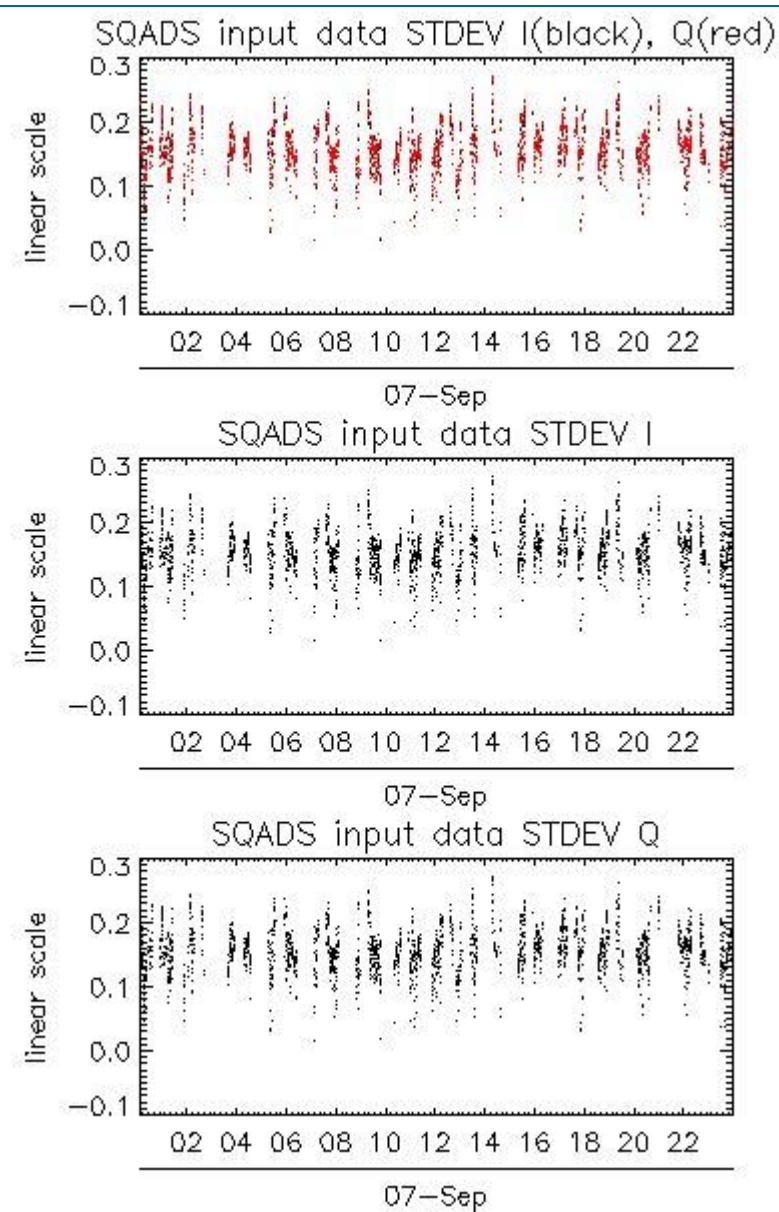 SQADS input data STDEV I(black), Q(red)
0.3
0.2
0.1
0.0
−0.1
linear scale
02 04 06 08 10 12 14 16 18 20 22
07−Sep
SQADS input data STDEV I
0.3
0.2
0.1
0.0
−0.1
linear scale
02 04 06 08 10 12 14 16 18 20 22
07−Sep
SQADS input data STDEV Q
0.3
0.2
0.1
0.0
−0.1
linear scale
02 04 06 08 10 12 14 16 18 20 22
07−Sep